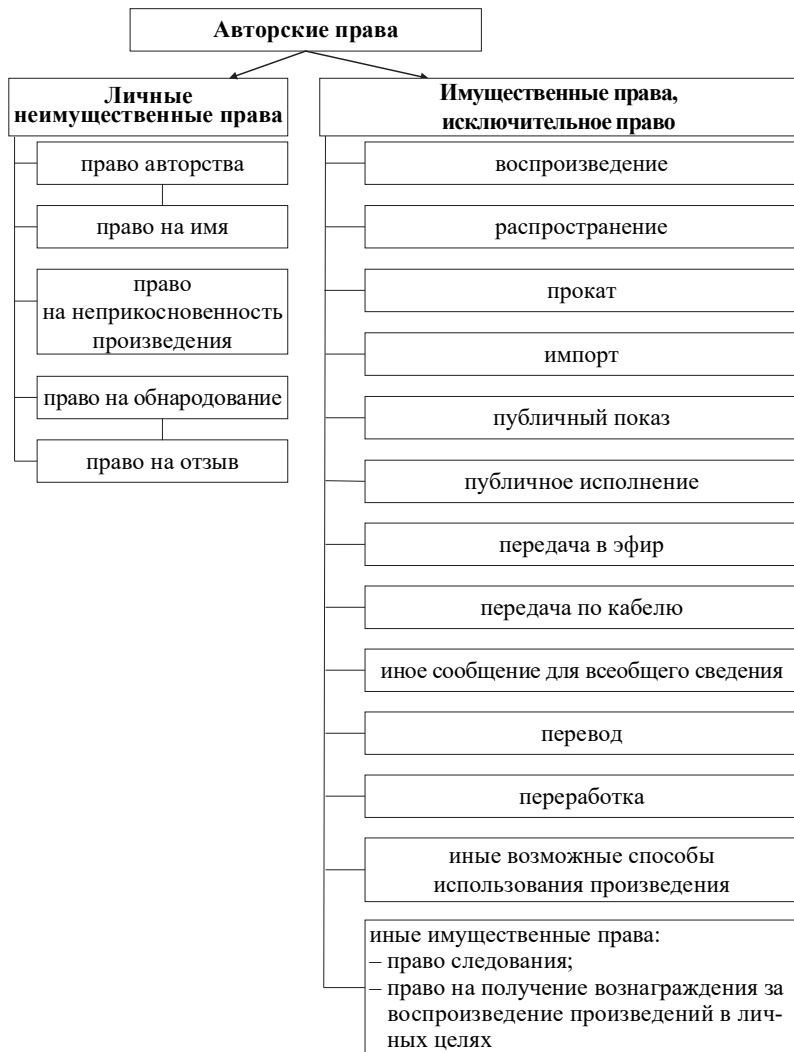 Авторские права
Личные
неимущественные права
право авторства
право на имя
право
на неприкосновенность
произведения
право на обнародование
право на отзыв
Имущественные права,
исключительное право
воспроизведение
распространение
прокат
импорт
публичный показ
публичное исполнение
передача в эфир
передача по кабелю
иное сообщение для всеобщего сведения
перевод
переработка
иные возможные способы
использования произведения
иные имущественные права:
– право следования;
– право на получение вознаграждения за
воспроизведение произведений в лич-
ных целях